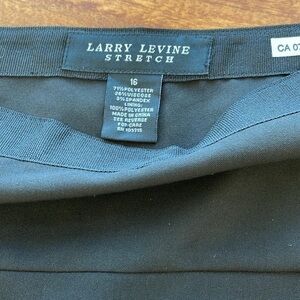 LARRY LEVINE
STRETCH
CA 07
16
71% POLYESTER
26% VISCOSE
3% SPANDEX
LINING:
100% POLYESTER
MADE IN CHINA
SEE REVERSE
FOR CARE
RN